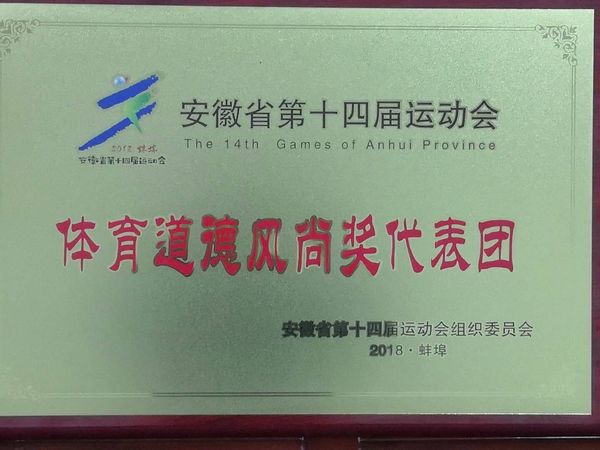 安徽省第十四届运动会
The 14th Games of Anhui Province
2018 蚌埠
安徽省第十四届运动会
体育道德风尚奖代表团
安徽省第十四届运动会组织委员会
2018·蚌埠